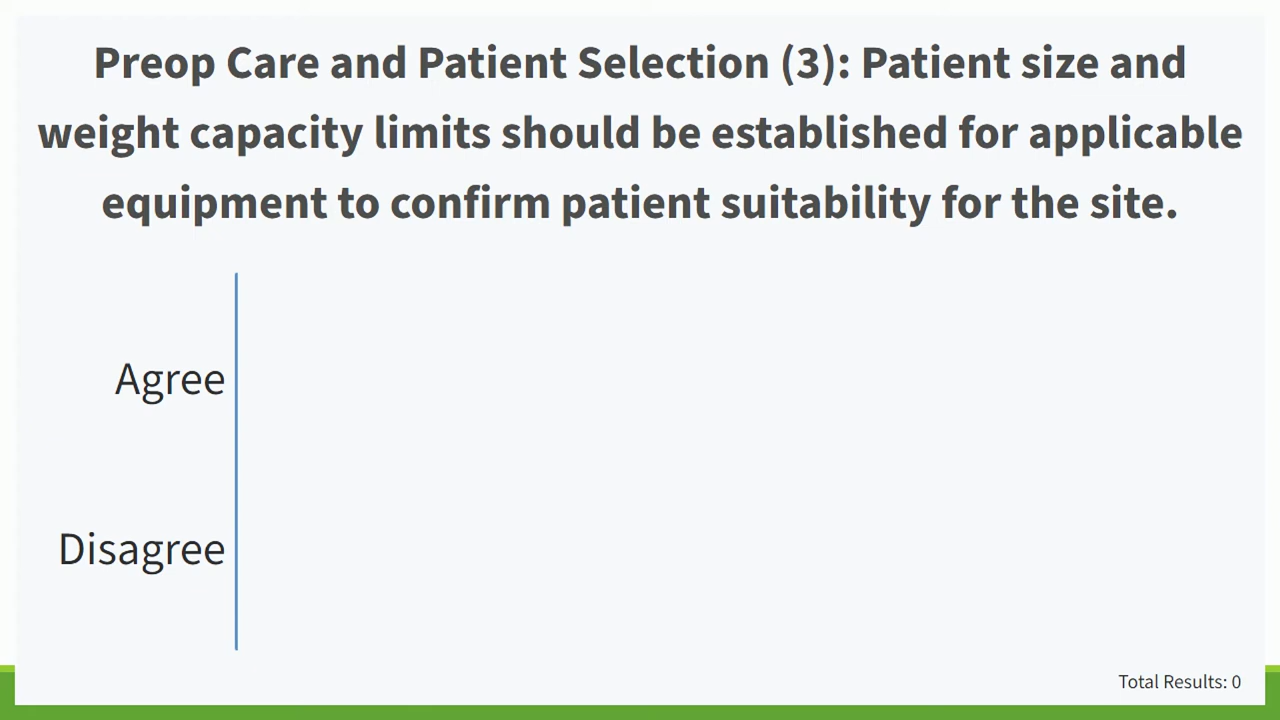 Preop Care and Patient Selection (3): Patient size and
weight capacity limits should be established for applicable
equipment to confirm patient suitability for the site.
Agree
Disagree
Total Results: 0